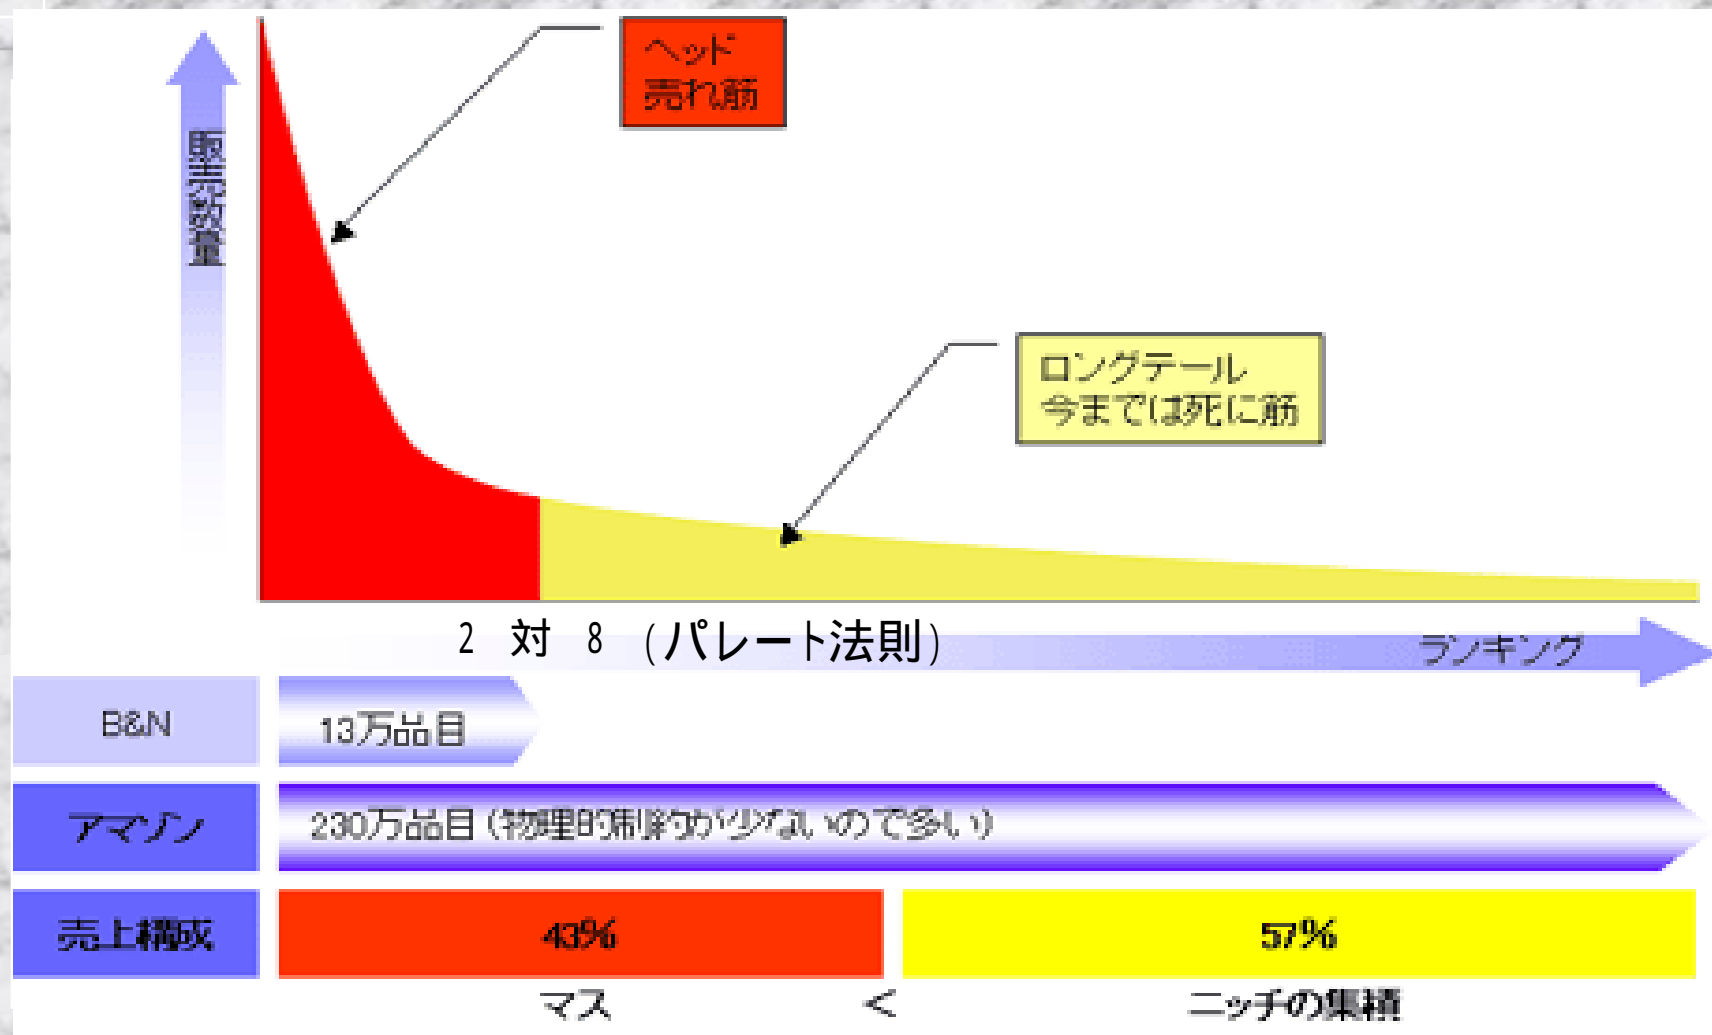 ヘッド
売れ筋
販売数量
ロングテール
今までは死に筋
2 対 8 (パレート法則)
ランキング
B&N
13万品目
アマゾン
230万品目(物理的制約が少ないので多い)
売上構成
43%
57%
マス < ニッチの集積